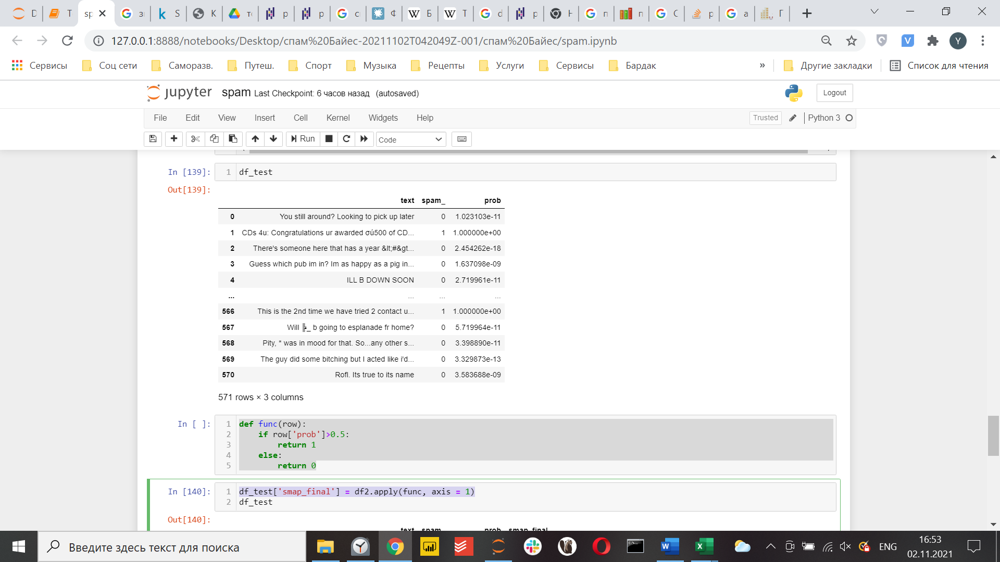 D
T
sp
зн
S
K
то
p
p
сп
Ф
Б
T
d
p
H
п
п
C
р
a
Г
127.0.0.1:8888/notebooks/Desktop/спам%20Байес-20211102T042049Z-001/спам%20Байес/spam.ipynb
V
Y
Сервисы
Соц сети
Саморазв.
Путеш.
Спорт
Музыка
Рецепты
Услуги
Сервисы
Бардак
»
Другие закладки
Список для чтения
jupyter spam Last Checkpoint: 6 часов назад (autosaved)
Logout
File Edit View Insert Cell Kernel Widgets Help
Trusted
Python 3
Run
Code
In [139]: 1 df_test
Out[139]:
text spam_ prob
0 You still around? Looking to pick up later 0 1.023103e-11
1 CDs 4u: Congratulations ur awarded σú500 of CD... 1 1.000000e+00
2 There's someone here that has a year &lt;#&gt... 0 2.454262e-18
3 Guess which pub im in? Im as happy as a pig in... 0 1.637098e-09
4 ILL B DOWN SOON 0 2.719961e-11
... ... ... ...
566 This is the 2nd time we have tried 2 contact u... 1 1.000000e+00
567 Will ╠_ b going to esplanade fr home? 0 5.719964e-11
568 Pity, * was in mood for that. So...any other s... 0 3.398890e-11
569 The guy did some bitching but I acted like i'd... 0 3.329873e-13
570 Rofl. Its true to its name 0 3.583688e-09
571 rows × 3 columns
In [ ]: 1 def func(row):
2 if row['prob']>0.5:
3 return 1
4 else:
5 return 0
In [140]: 1 df_test['smap_final'] = df2.apply(func, axis = 1)
2 df_test
Out[140]:
text spam_ prob smap_final
Введите здесь текст для поиска
ENG
16:53
02.11.2021